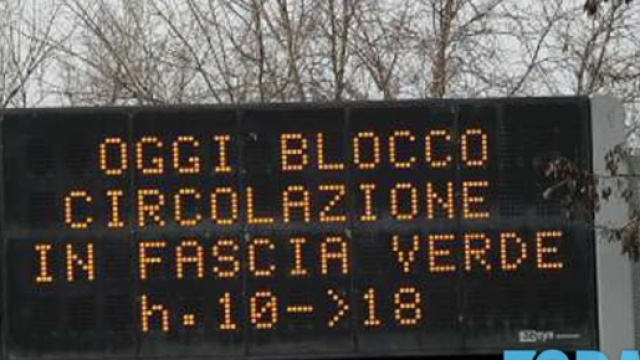 OGGI BLOCCO
CIRCOLAZIONE
IN FASCIA VERDE
h.10->18